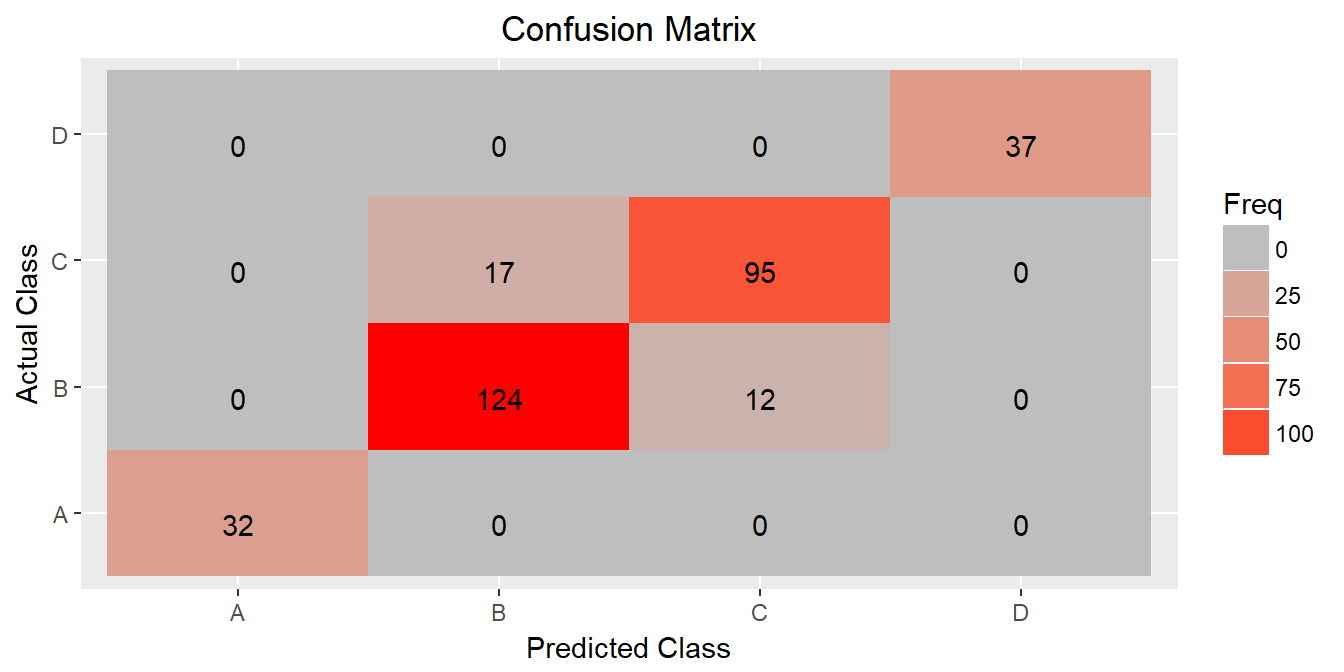 Confusion Matrix
Actual Class
D 0 0 0 37
C 0 17 95 0
B 0 124 12 0
A 32 0 0 0
A B C D
Predicted Class
Freq
0
25
50
75
100